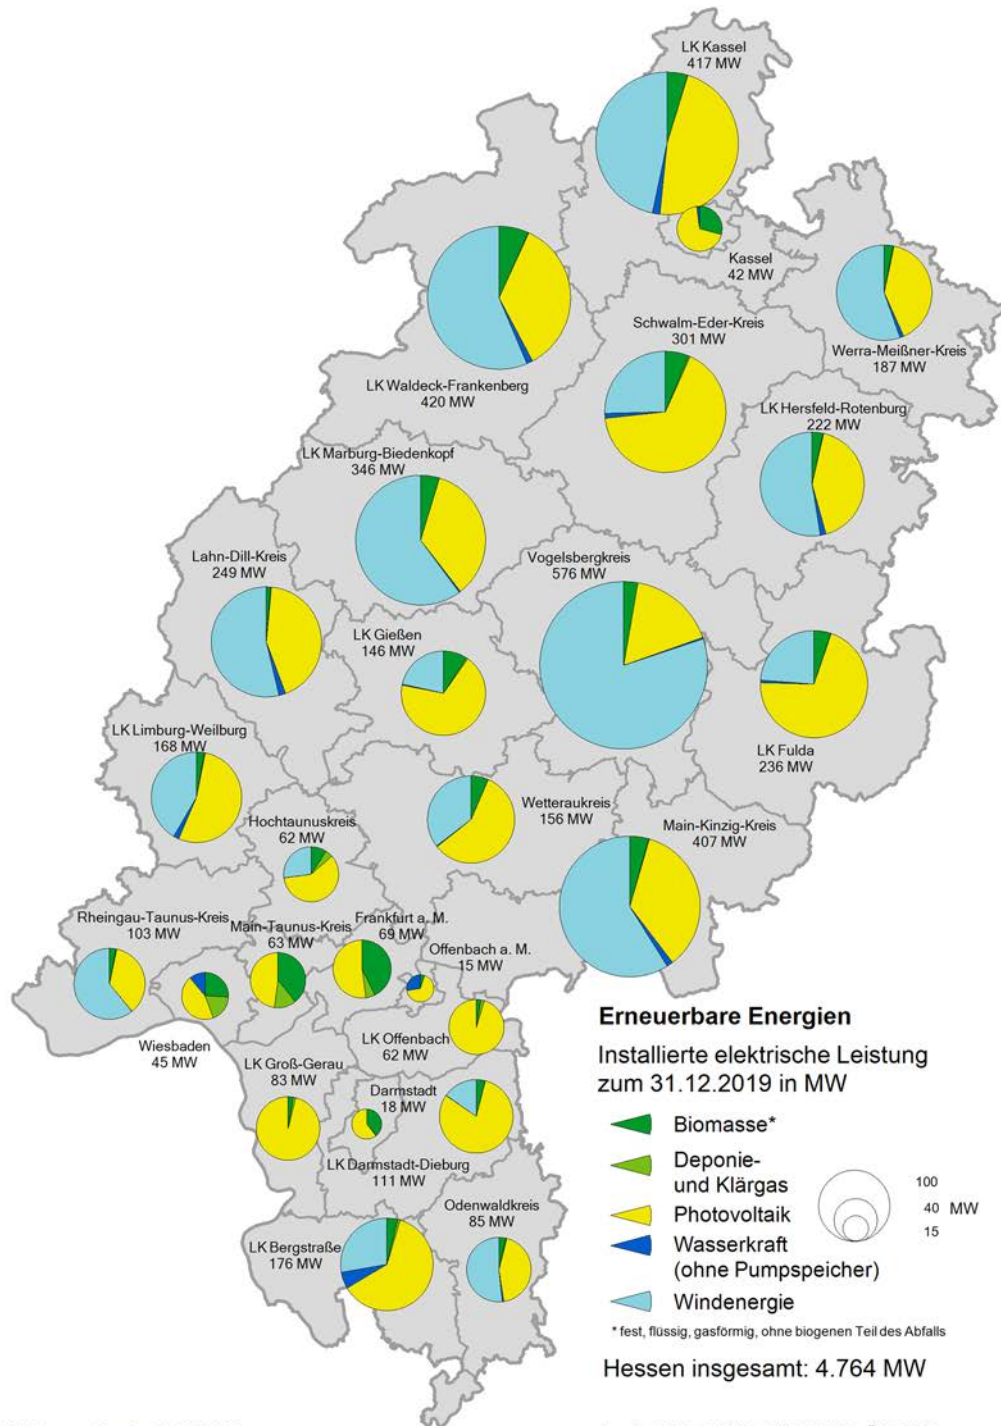 LK Kassel
417 MW
Kassel
42 MW
Werra-Meißner-Kreis
187 MW
LK Waldeck-Frankenberg
420 MW
Schwalm-Eder-Kreis
301 MW
LK Hersfeld-Rotenburg
222 MW
LK Marburg-Biedenkopf
346 MW
Lahn-Dill-Kreis
249 MW
Vogelsbergkreis
576 MW
LK Gießen
146 MW
LK Fulda
236 MW
LK Limburg-Weilburg
168 MW
Hochtaunuskreis
62 MW
Wetteraukreis
156 MW
Main-Kinzig-Kreis
407 MW
Rheingau-Taunus-Kreis
103 MW
Main-Taunus-Kreis
63 MW
Frankfurt a. M.
69 MW
Offenbach a. M.
15 MW
Wiesbaden
45 MW
LK Offenbach
62 MW
LK Groß-Gerau
83 MW
Darmstadt
18 MW
LK Darmstadt-Dieburg
111 MW
Odenwaldkreis
85 MW
LK Bergstraße
176 MW
Erneuerbare Energien
Installierte elektrische Leistung
zum 31.12.2019 in MW
Biomasse*
Deponie-
und Klärgas
Photovoltaik
Wasserkraft
(ohne Pumpspeicher)
Windenergie
100
40 MW
15
* fest, flüssig, gasförmig, ohne biogenen Teil des Abfalls
Hessen insgesamt: 4.764 MW